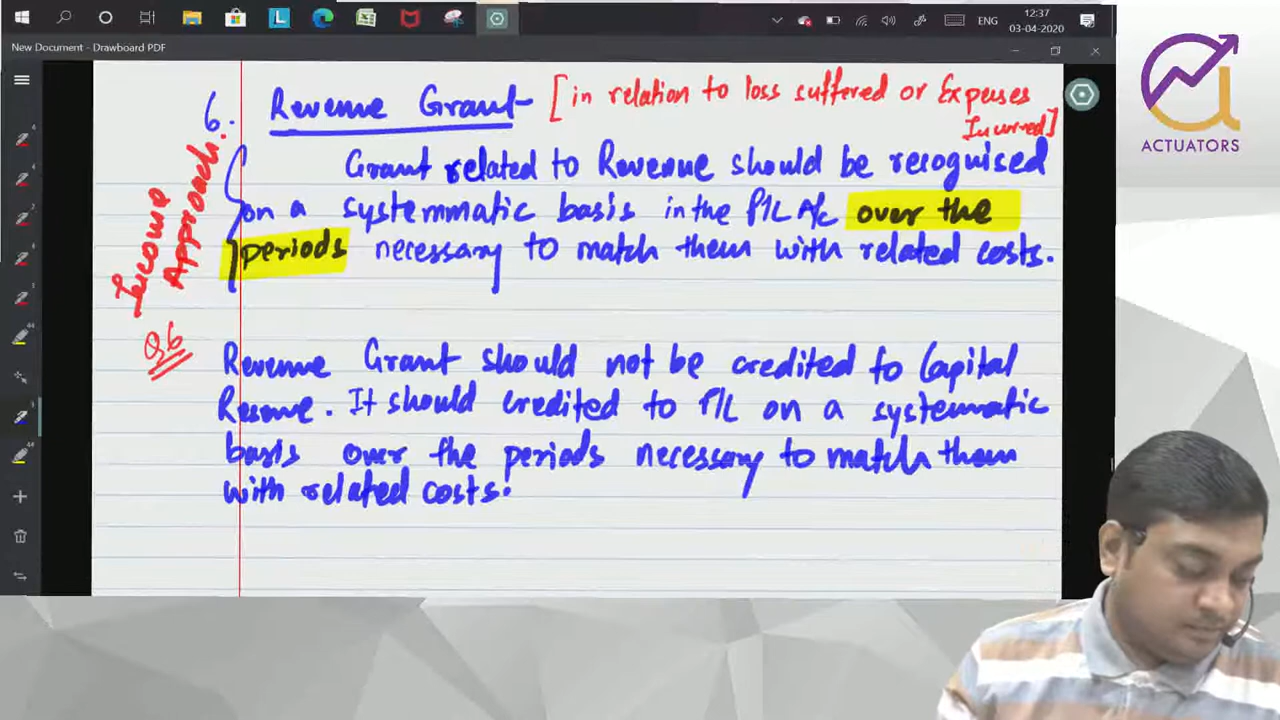 12:37
ENG
03-04-2020
New Document - Drawboard PDF
ACTUATORS
6. Revenue Grant [in relation to loss suffered or Expenses
Incurred]
Grant related to Revenue should be recognised
on a systemmatic basis in the P/L A/c over the
periods necessary to match them with related costs.
Income
Approach.
Q6
Revenue Grant should not be credited to Capital
Reserve. It should credited to P/L on a systematic
basis over the periods necessary to match them
with related costs.